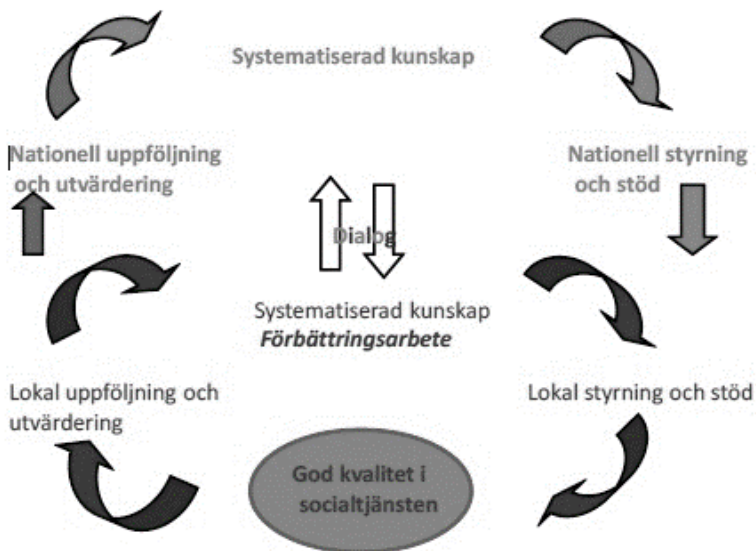 Systematiserad kunskap
Nationell uppföljning
och utvärdering
Nationell styrning
och stöd
Dialog
Systematiserad kunskap
Förbättringsarbete
Lokal uppföljning och
utvärdering
Lokal styrning och stöd
God kvalitet i
socialtjänsten